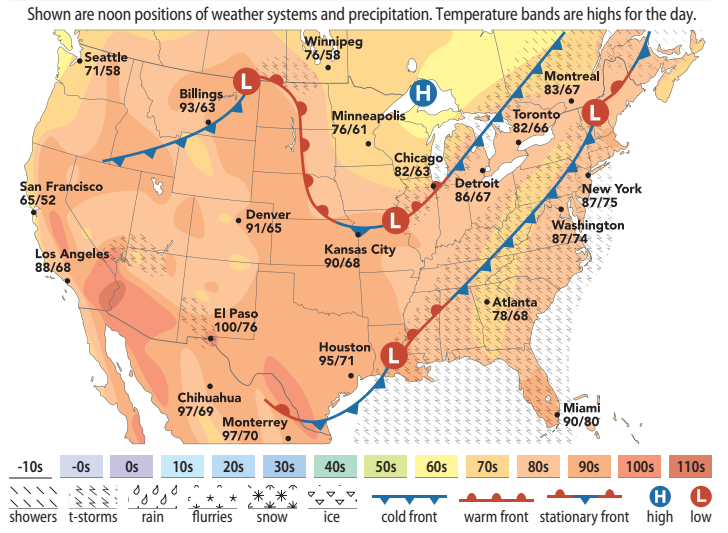 Shown are noon positions of weather systems and precipitation. Temperature bands are highs for the day.
Winnipeg
76/58
Seattle
71/58
L
Billings
93/63
H
Montreal
83/67
Minneapolis
76/61
Toronto
82/66
L
Chicago
82/63
Detroit
86/67
San Francisco
65/52
New York
87/75
Denver
91/65
L
Washington
87/74
Kansas City
90/68
Los Angeles
88/68
Atlanta
78/68
El Paso
100/76
Houston
95/71
L
Chihuahua
97/69
Miami
90/80
Monterrey
97/70
-10s -0s 0s 10s 20s 30s 40s 50s 60s 70s 80s 90s 100s 110s
H L
showers t-storms rain flurries snow ice cold front warm front stationary front high low